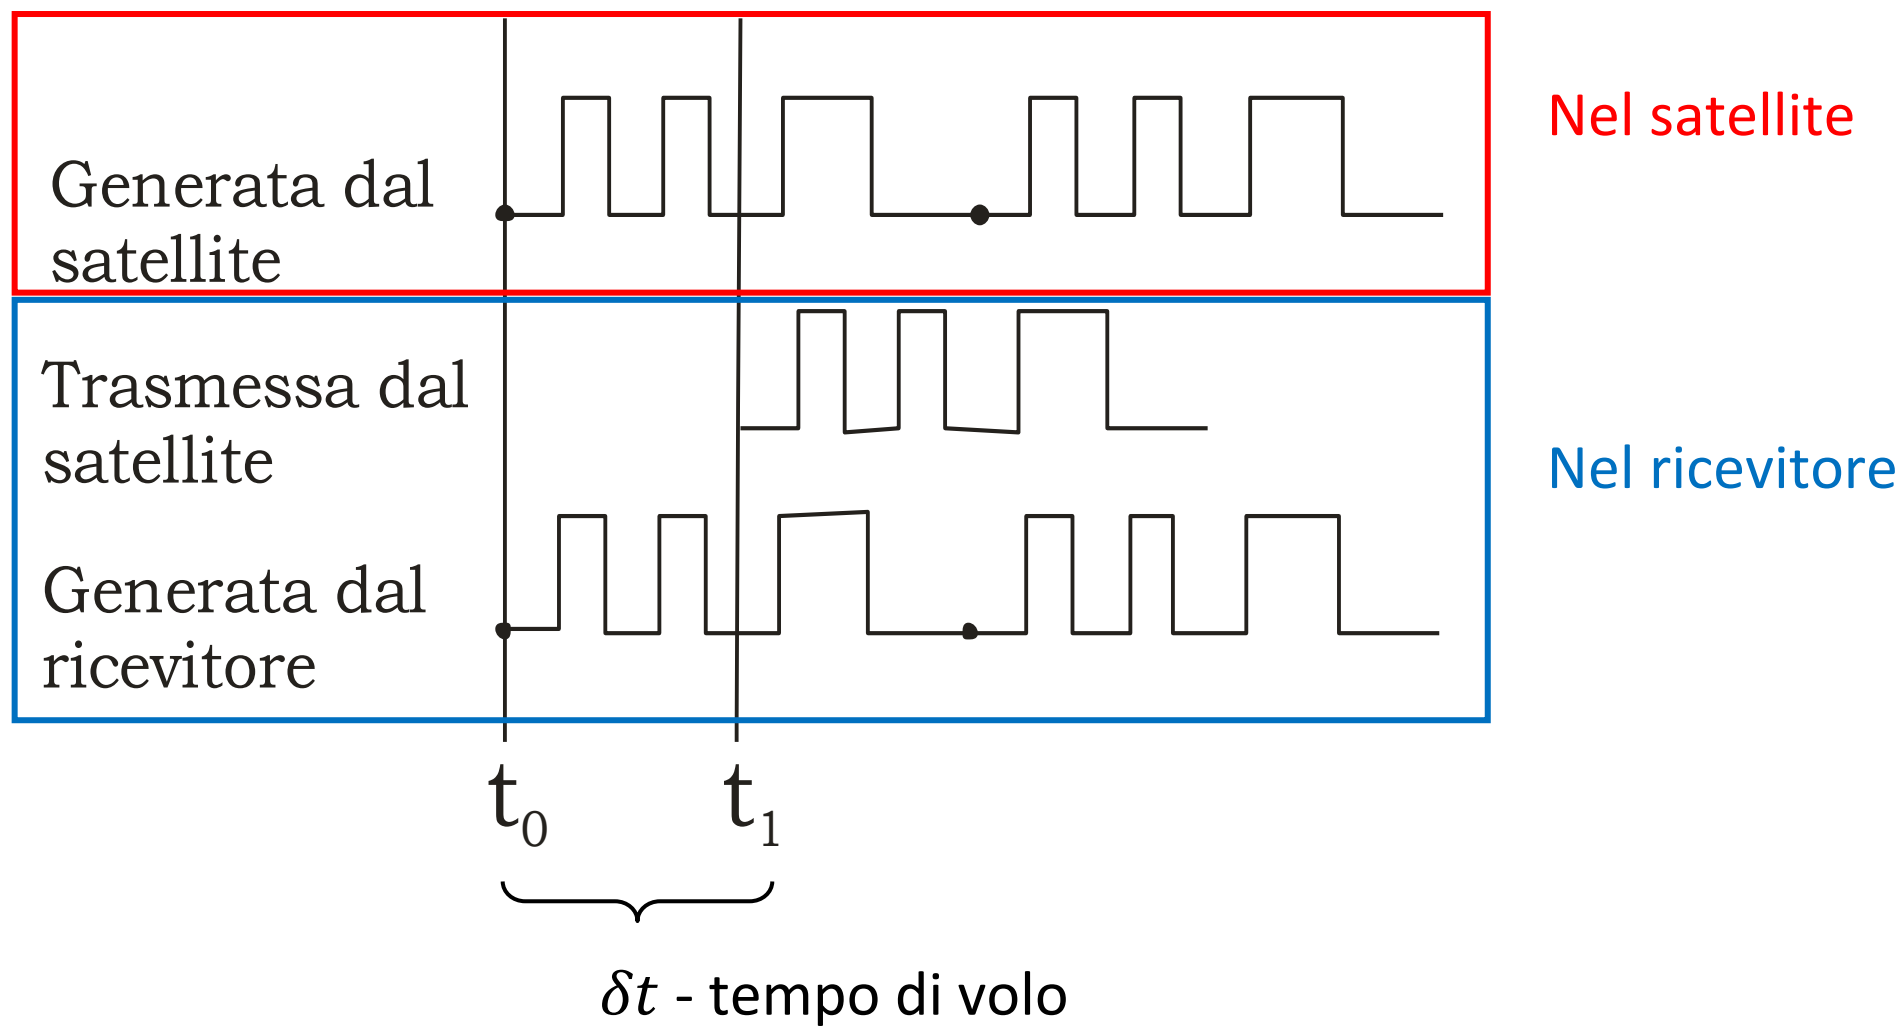 Nel satellite
Generata dal
satellite
Trasmessa dal
satellite
Nel ricevitore
Generata dal
ricevitore
t₀ t₁
δt - tempo di volo